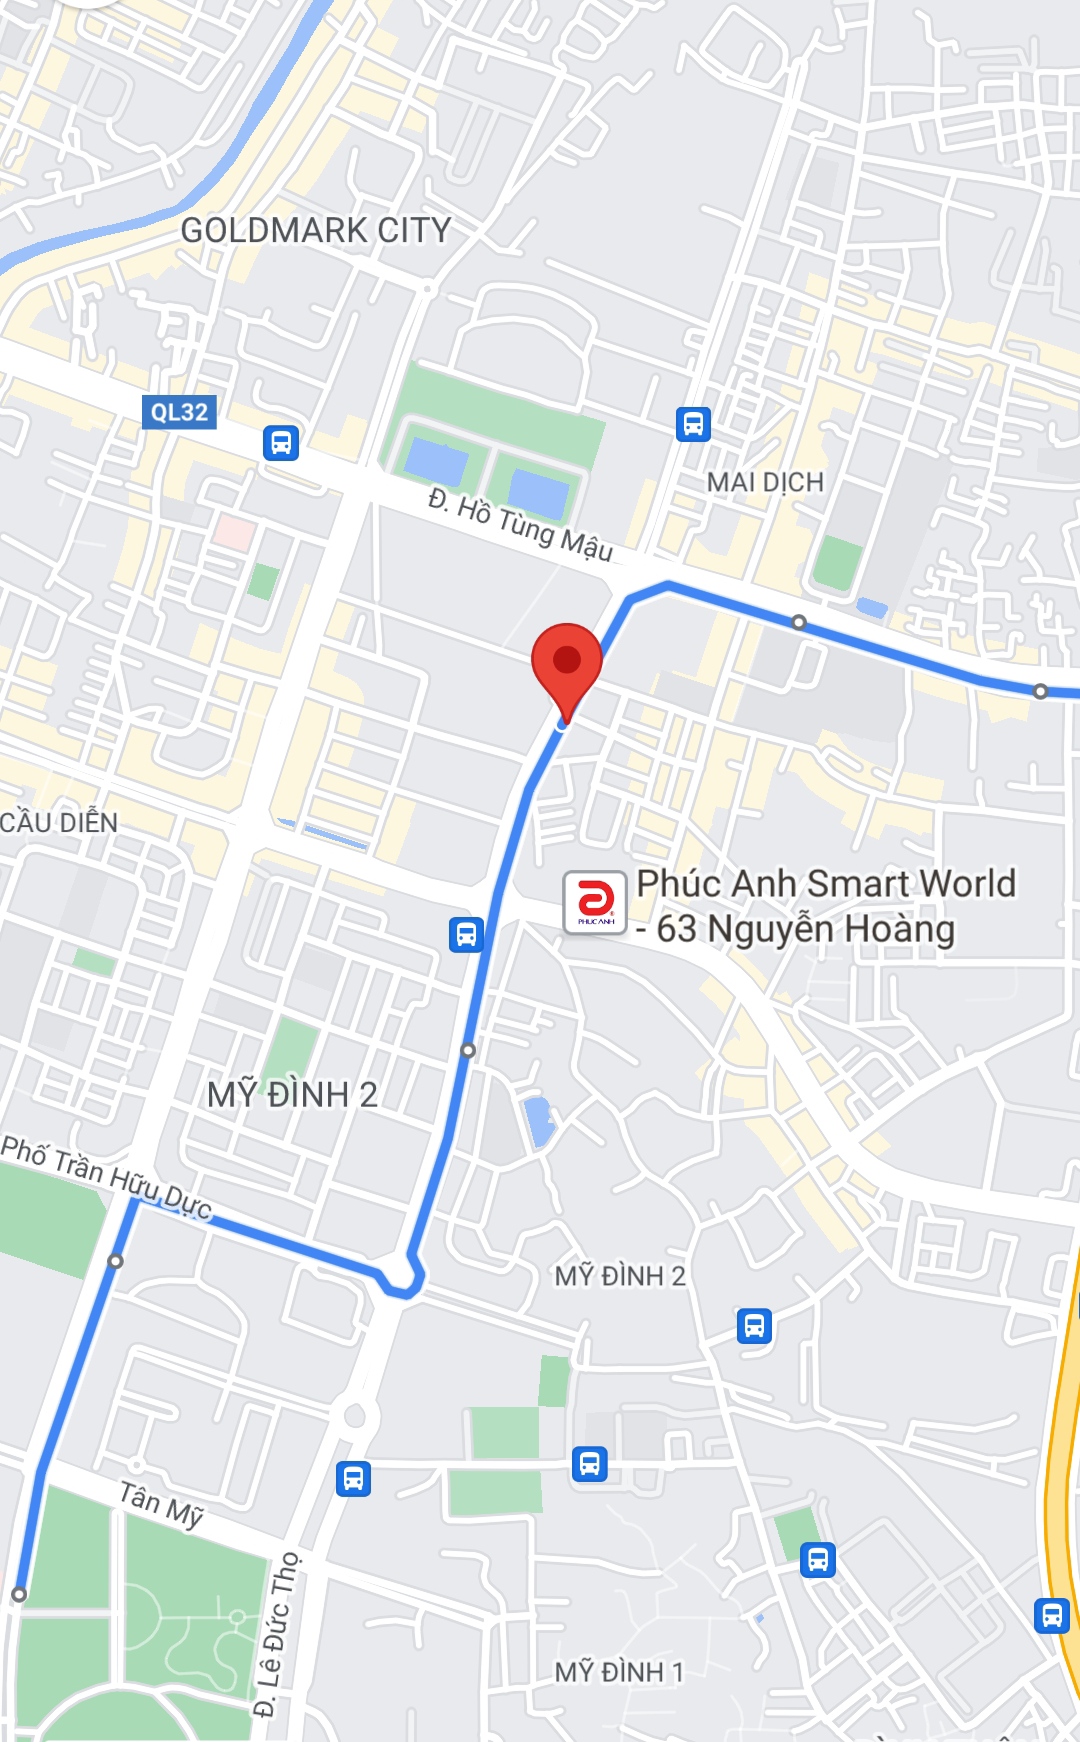 GOLDMARK CITY
QL32
MAI DỊCH
Đ. Hồ Tùng Mậu
CẦU DIỄN
PHUC ANH
Phúc Anh Smart World
- 63 Nguyễn Hoàng
MỸ ĐÌNH 2
Phố Trần Hữu Dực
MỸ ĐÌNH 2
Tân Mỹ
Đ. Lê Đức Thọ
MỸ ĐÌNH 1